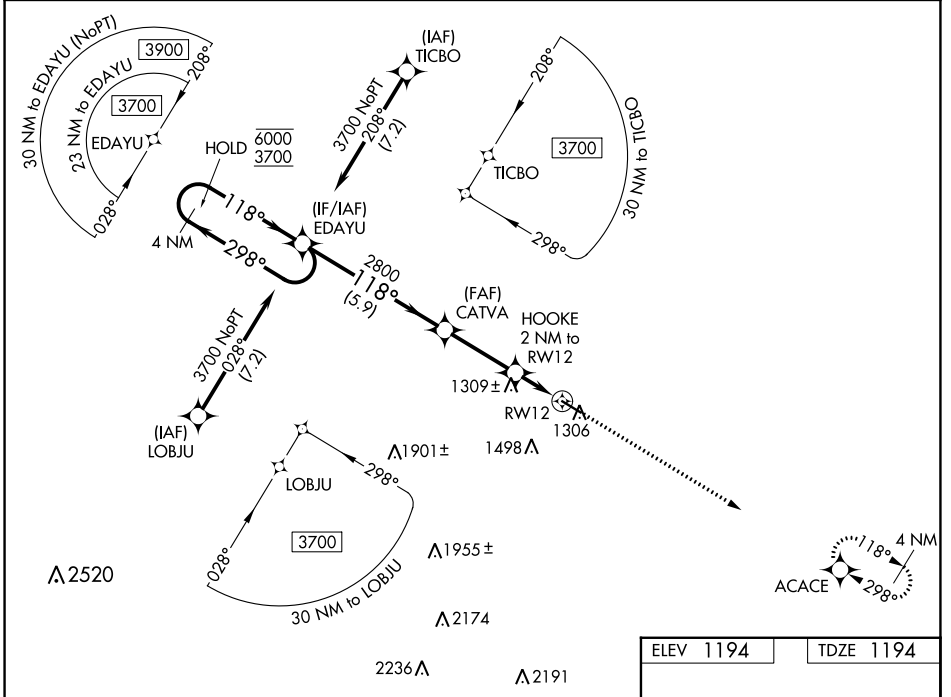 30 NM to EDAYU (NoPT)
3900
208°
23 NM to EDAYU
3700
EDAYU
028°
HOLD
6000
3700
118°
298°
4 NM
(IF/IAF)
EDAYU
(IAF)
TICBO
3700 NoPT
208°
(7.2)
208°
3700
TICBO
298°
30 NM to TICBO
2800
118°
(5.9)
(FAF)
CATVA
HOOKE
2 NM to
RW12
1309±
RW12
1306
3700 NoPT
028°
(7.2)
(IAF)
LOBJU
1901±
1498
LOBJU
298°
028°
3700
30 NM to LOBJU
1955±
2520
2174
2236
2191
ACACE
118°
298°
4 NM
ELEV 1194
TDZE 1194